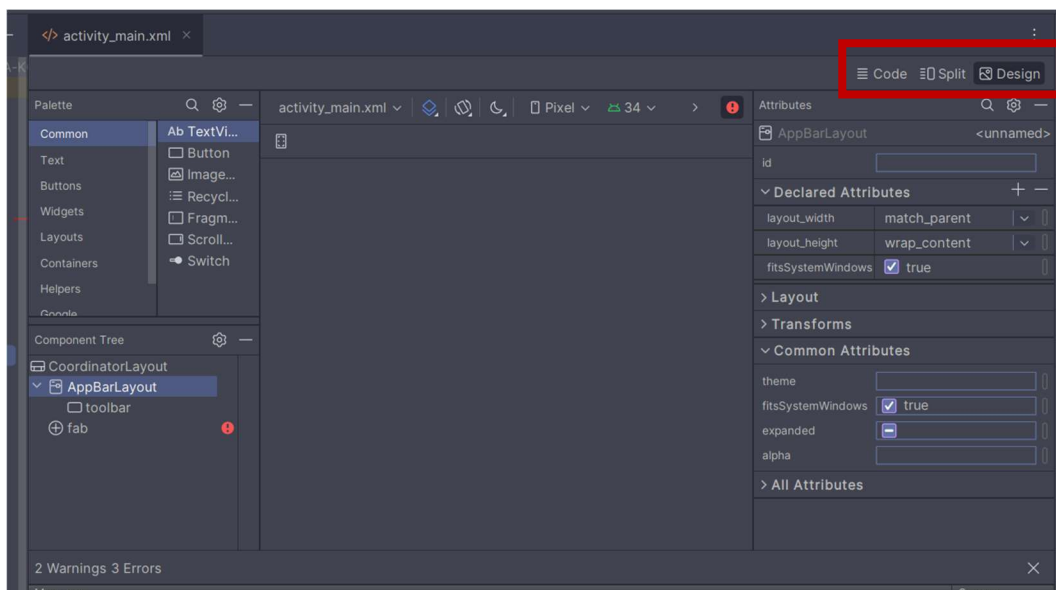 activity_main.xml
Code Split Design
Palette
Common
Text
Buttons
Widgets
Layouts
Containers
Helpers
Google
Ab TextVi...
Button
Image...
Recycl...
Fragm...
Scroll...
Switch
activity_main.xml
Pixel
34
Component Tree
CoordinatorLayout
AppBarLayout
toolbar
fab
Attributes
AppBarLayout <unnamed>
id
Declared Attributes
layout_width match_parent
layout_height wrap_content
fitsSystemWindows true
Layout
Transforms
Common Attributes
theme
fitsSystemWindows true
expanded
alpha
All Attributes
2 Warnings 3 Errors